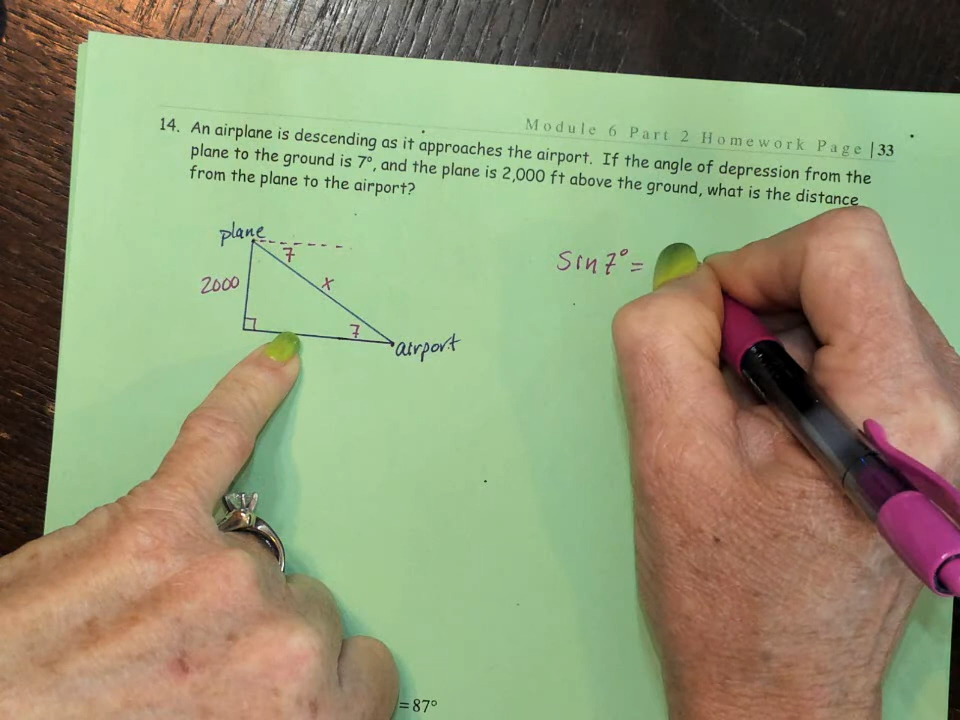 Module 6 Part 2 Homework Page | 33
14. An airplane is descending as it approaches the airport. If the angle of depression from the
plane to the ground is 7°, and the plane is 2,000 ft above the ground, what is the distance
from the plane to the airport?
plane
7
2000
x
7
airport
sin 7° =
= 87°